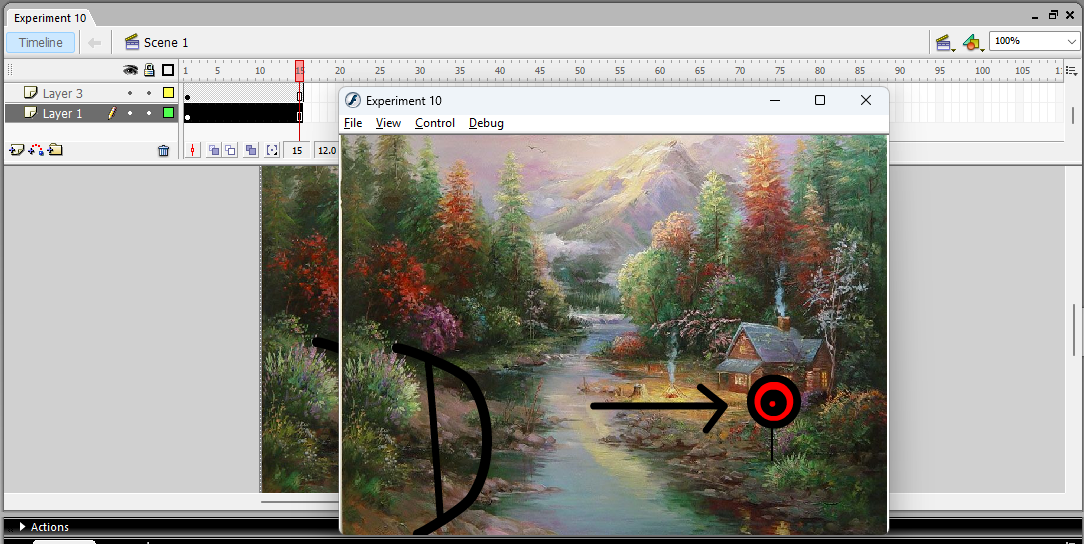 Experiment 10
Timeline
Scene 1
100%
1 5 10 15 20 25 30 35 40 45 50 55 60 65 70 75 80 85 90 95 100 105
Layer 3
Layer 1
15 12.0
Experiment 10
File View Control Debug
Actions